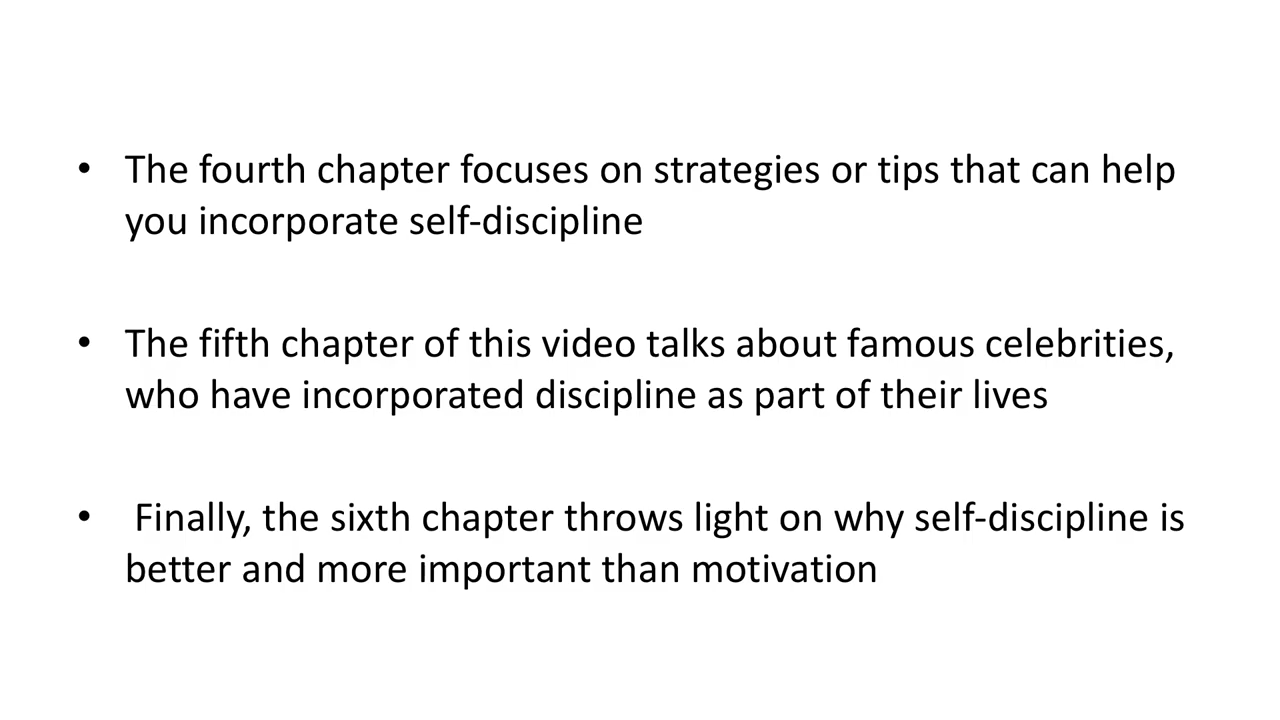 • The fourth chapter focuses on strategies or tips that can help
you incorporate self-discipline
• The fifth chapter of this video talks about famous celebrities,
who have incorporated discipline as part of their lives
• Finally, the sixth chapter throws light on why self-discipline is
better and more important than motivation